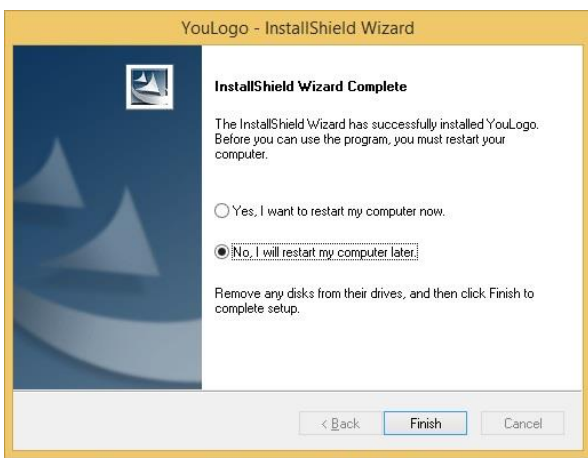 YouLogo - InstallShield Wizard
InstallShield Wizard Complete
The InstallShield Wizard has successfully installed YouLogo.
Before you can use the program, you must restart your
computer.
Yes, I want to restart my computer now.
No, I will restart my computer later.
Remove any disks from their drives, and then click Finish to
complete setup.
< Back
Finish
Cancel